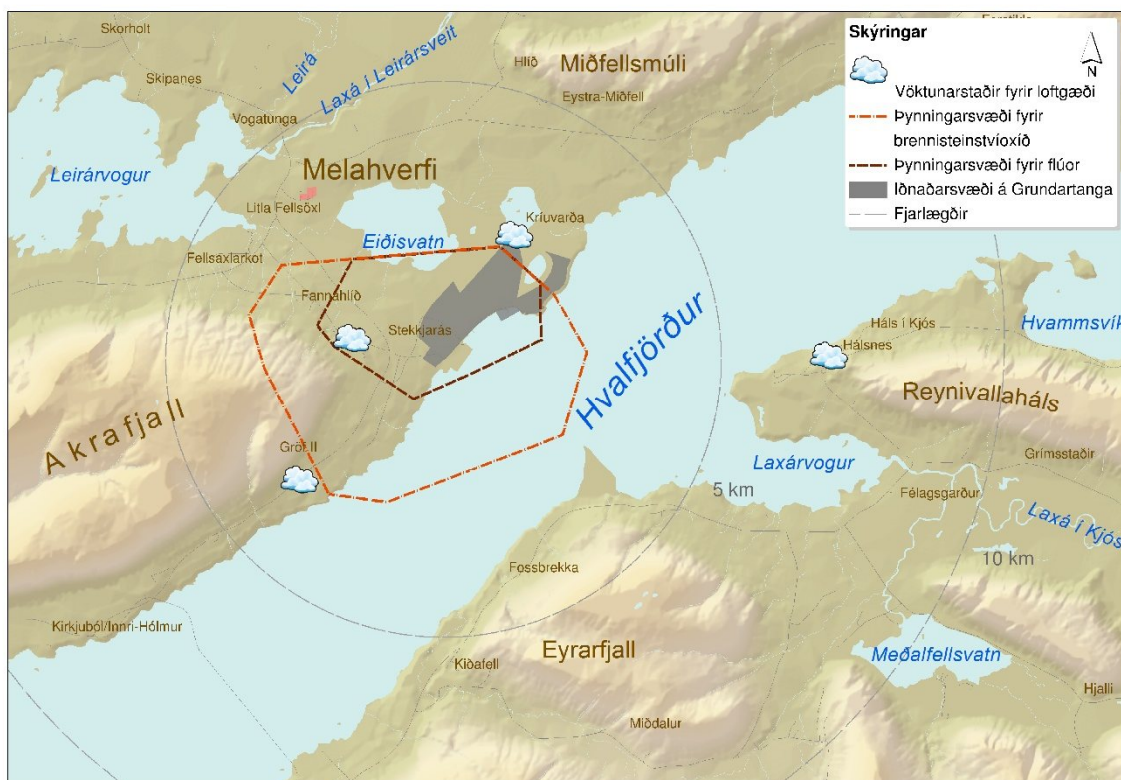 Skýringar
N
Vöktunarstaðir fyrir loftgæði
Þynningarsvæði fyrir
brennisteinstvíoxíð
Þynningarsvæði fyrir flúor
Iðnaðarsvæði á Grundartanga
Fjarlægðir
Skorholt
Skipanes
Leirá
Laxá í Leirársveit
Hlíð
Miðfellsmúli
Eystra-Miðfell
Vogatunga
Leirárvogur
Melahverfi
Litla Fellsöxl
Kríuvarða
Eiðisvatn
Fellsaxlarkot
Fannahlíð
Stekkjarás
Hvalfjörður
Háls í Kjós
Hálsnes
Hvammsvík
Reynivallaháls
Akrafjall
Gröf II
Grímsstaðir
Laxárvogur
5 km
Félagsgarður
Laxá í Kjós
10 km
Fossbrekka
Kirkjuból/Innri-Hólmur
Eyrarfjall
Kiðafell
Meðalfellsvatn
Hjalli
Miðdalur